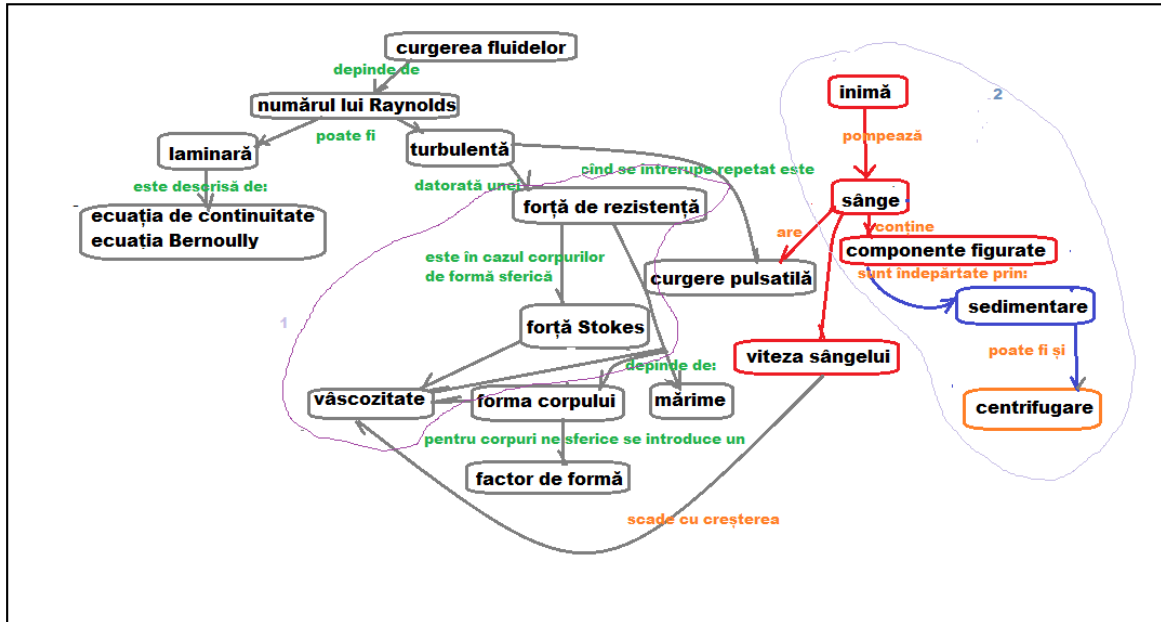 curgerea fluidelor
depinde de
numărul lui Raynolds
poate fi
laminară
turbulentă
este descrisă de:
ecuația de continuitate
ecuația Bernoully
datorată unei
cînd se intrerupe repetat este
forță de rezistență
este în cazul corpurilor
de formă sferică
curgere pulsatilă
1
forță Stokes
depinde de:
vâscozitate
forma corpului
mărime
pentru corpuri ne sferice se introduce un
factor de formă
scade cu creșterea
2
inimă
pompează
sânge
are
conține
componente figurate
sunt îndepărtate prin:
sedimentare
viteza sângelui
poate fi și
centrifugare